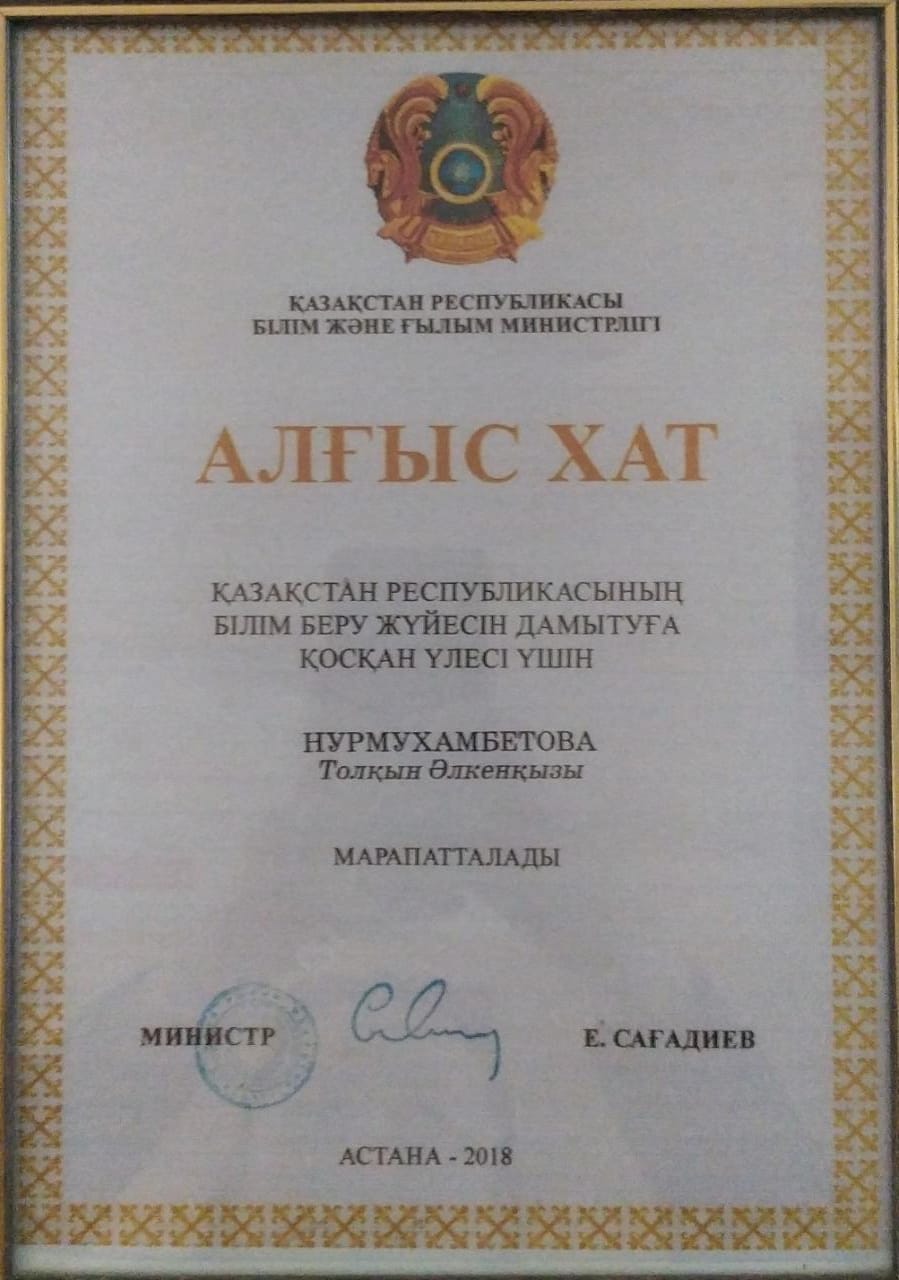 ҚАЗАҚСТАН РЕСПУБЛИКАСЫ
БІЛІМ ЖӘНЕ ҒЫЛЫМ МИНИСТРЛІГІ
АЛҒЫС ХАТ
ҚАЗАҚСТАН РЕСПУБЛИКАСЫНЫҢ
БІЛІМ БЕРУ ЖҮЙЕСІН ДАМЫТУҒА
ҚОСҚАН ҮЛЕСІ ҮШІН
НУРМУХАМБЕТОВА
Толқын Әлкенқызы
МАРАПАТТАЛАДЫ
МИНИСТР Е. САҒАДИЕВ
АСТАНА - 2018